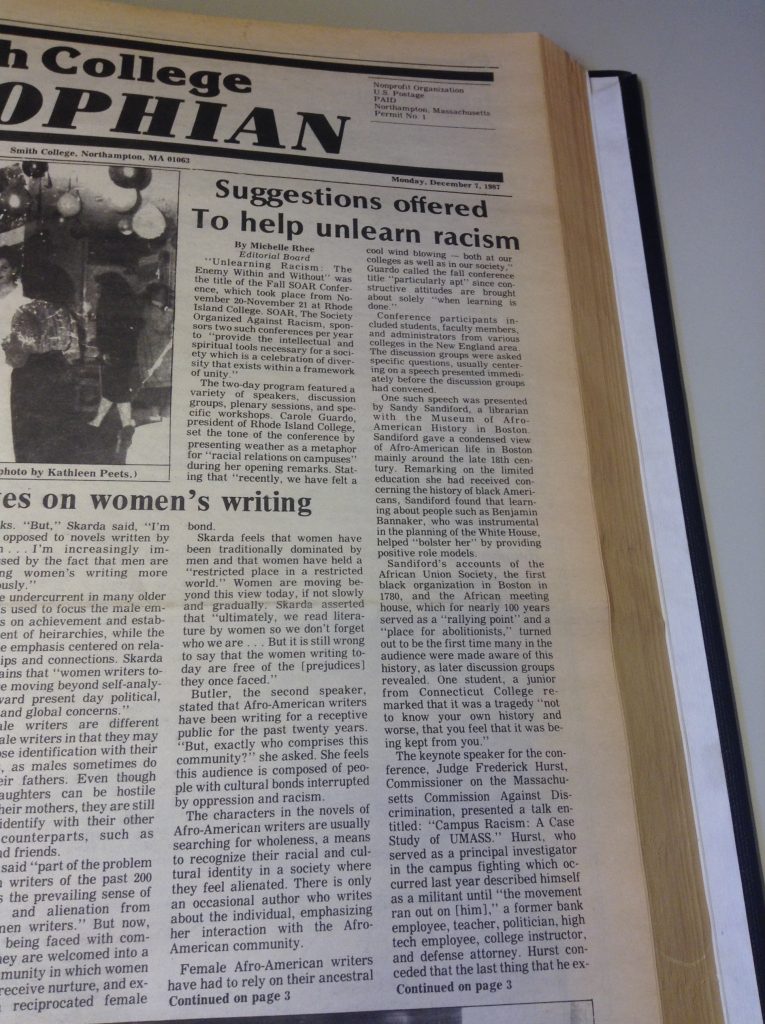 h College
OPHIAN
Nonprofit Organization
U.S. Postage
PAID
Northampton, Massachusetts
Permit No. 1
Smith College, Northampton, MA 01063
Monday, December 7, 1987
photo by Kathleen Peets.)
Suggestions offered
To help unlearn racism
By Michelle Rhee
Editorial Board
"Unlearning Racism: The
Enemy Within and Without" was
the title of the Fall SOAR Confer-
ence, which took place from No-
vember 20-November 21 at Rhode
Island College. SOAR, The Society
Organized Against Racism, spon-
sors two such conferences per year
to "provide the intellectual and
spiritual tools necessary for a soci-
ety which is a celebration of diver-
sity that exists within a framework
of unity."
The two-day program featured a
variety of speakers, discussion
groups, plenary sessions, and spe-
cific workshops. Carole Guardo,
president of Rhode Island College,
set the tone of the conference by
presenting weather as a metaphor
for "racial relations on campuses"
during her opening remarks. Stat-
ing that "recently, we have felt a
cool wind blowing — both at our
colleges as well as in our society,"
Guardo called the fall conference
title "particularly apt" since con-
structive attitudes are brought
about solely "when learning is
done."
Conference participants in-
cluded students, faculty members,
and administrators from various
colleges in the New England area.
The discussion groups were asked
specific questions, usually center-
ing on a speech presented immedi-
ately before the discussion groups
had convened.
One such speech was presented
by Sandy Sandiford, a librarian
with the Museum of Afro-
American History in Boston.
Sandiford gave a condensed view
of Afro-American life in Boston
mainly around the late 18th cen-
tury. Remarking on the limited
education she had received con-
cerning the history of black Ameri-
cans, Sandiford found that learn-
ing about people such as Benjamin
Bannaker, who was instrumental
in the planning of the White House,
helped "bolster her" by providing
positive role models.
Sandiford's accounts of the
African Union Society, the first
black organization in Boston in
1780, and the African meeting
house, which for nearly 100 years
served as a "rallying point" and a
"place for abolitionists," turned
out to be the first time many in the
audience were made aware of this
history, as later discussion groups
revealed. One student, a junior
from Connecticut College re-
marked that it was a tragedy "not
to know your own history and
worse, that you feel that it was be-
ing kept from you."
The keynote speaker for the con-
ference, Judge Frederick Hurst,
Commissioner on the Massachu-
setts Commission Against Dis-
crimination, presented a talk en-
titled: "Campus Racism: A Case
Study of UMASS." Hurst, who
served as a principal investigator
in the campus fighting which oc-
curred last year described himself
as a militant until "the movement
ran out on [him]," a former bank
employee, teacher, politician, high
tech employee, college instructor,
and defense attorney. Hurst con-
ceded that the last thing that he ex-
Continued on page 3
es on women's writing
ks. "But," Skarda said, "I'm
opposed to novels written by
n . . . I'm increasingly im-
sed by the fact that men are
ng women's writing more
ously."
e undercurrent in many older
s used to focus the male em-
s on achievement and estab-
ent of heirarchies, while the
e emphasis centered on rela-
ips and connections. Skarda
ains that "women writers to-
e moving beyond self-analy-
ward present day political,
and global concerns."
ale writers are different
ale writers in that they may
ose identification with their
, as males sometimes do
eir fathers. Even though
aughters can be hostile
heir mothers, they are still
identify with their other
counterparts, such as
nd friends.
said "part of the problem
n writers of the past 200
s the prevailing sense of
and alienation from
men writers." But now,
being faced with com-
hey are welcomed into a
munity in which women
receive nurture, and ex-
reciprocated female
bond.
Skarda feels that women have
been traditionally dominated by
men and that women have held a
"restricted place in a restricted
world." Women are moving be-
yond this view today, if not slowly
and gradually. Skarda asserted
that "ultimately, we read litera-
ture by women so we don't forget
who we are . . . But it is still wrong
to say that the women writing to-
day are free of the [prejudices]
they once faced."
Butler, the second speaker,
stated that Afro-American writers
have been writing for a receptive
public for the past twenty years.
"But, exactly who comprises this
community?" she asked. She feels
this audience is composed of peo-
ple with cultural bonds interrupted
by oppression and racism.
The characters in the novels of
Afro-American writers are usually
searching for wholeness, a means
to recognize their racial and cul-
tural identity in a society where
they feel alienated. There is only
an occasional author who writes
about the individual, emphasizing
her interaction with the Afro-
American community.
Female Afro-American writers
have had to rely on their ancestral
Continued on page 3